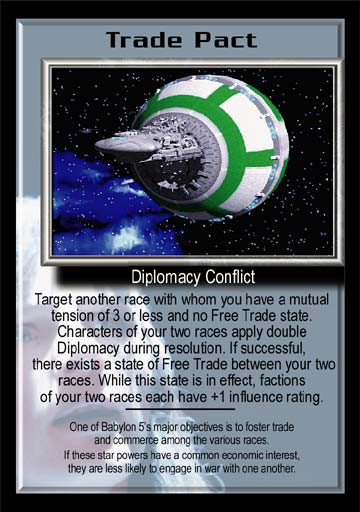 Trade Pact
Diplomacy Conflict
Target another race with whom you have a mutual
tension of 3 or less and no Free Trade state.
Characters of your two races apply double
Diplomacy during resolution. If successful,
there exists a state of Free Trade between your two
races. While this state is in effect, factions
of your two races each have +1 influence rating.
One of Babylon 5's major objectives is to foster trade
and commerce among the various races.
If these star powers have a common economic interest,
they are less likely to engage in war with one another.